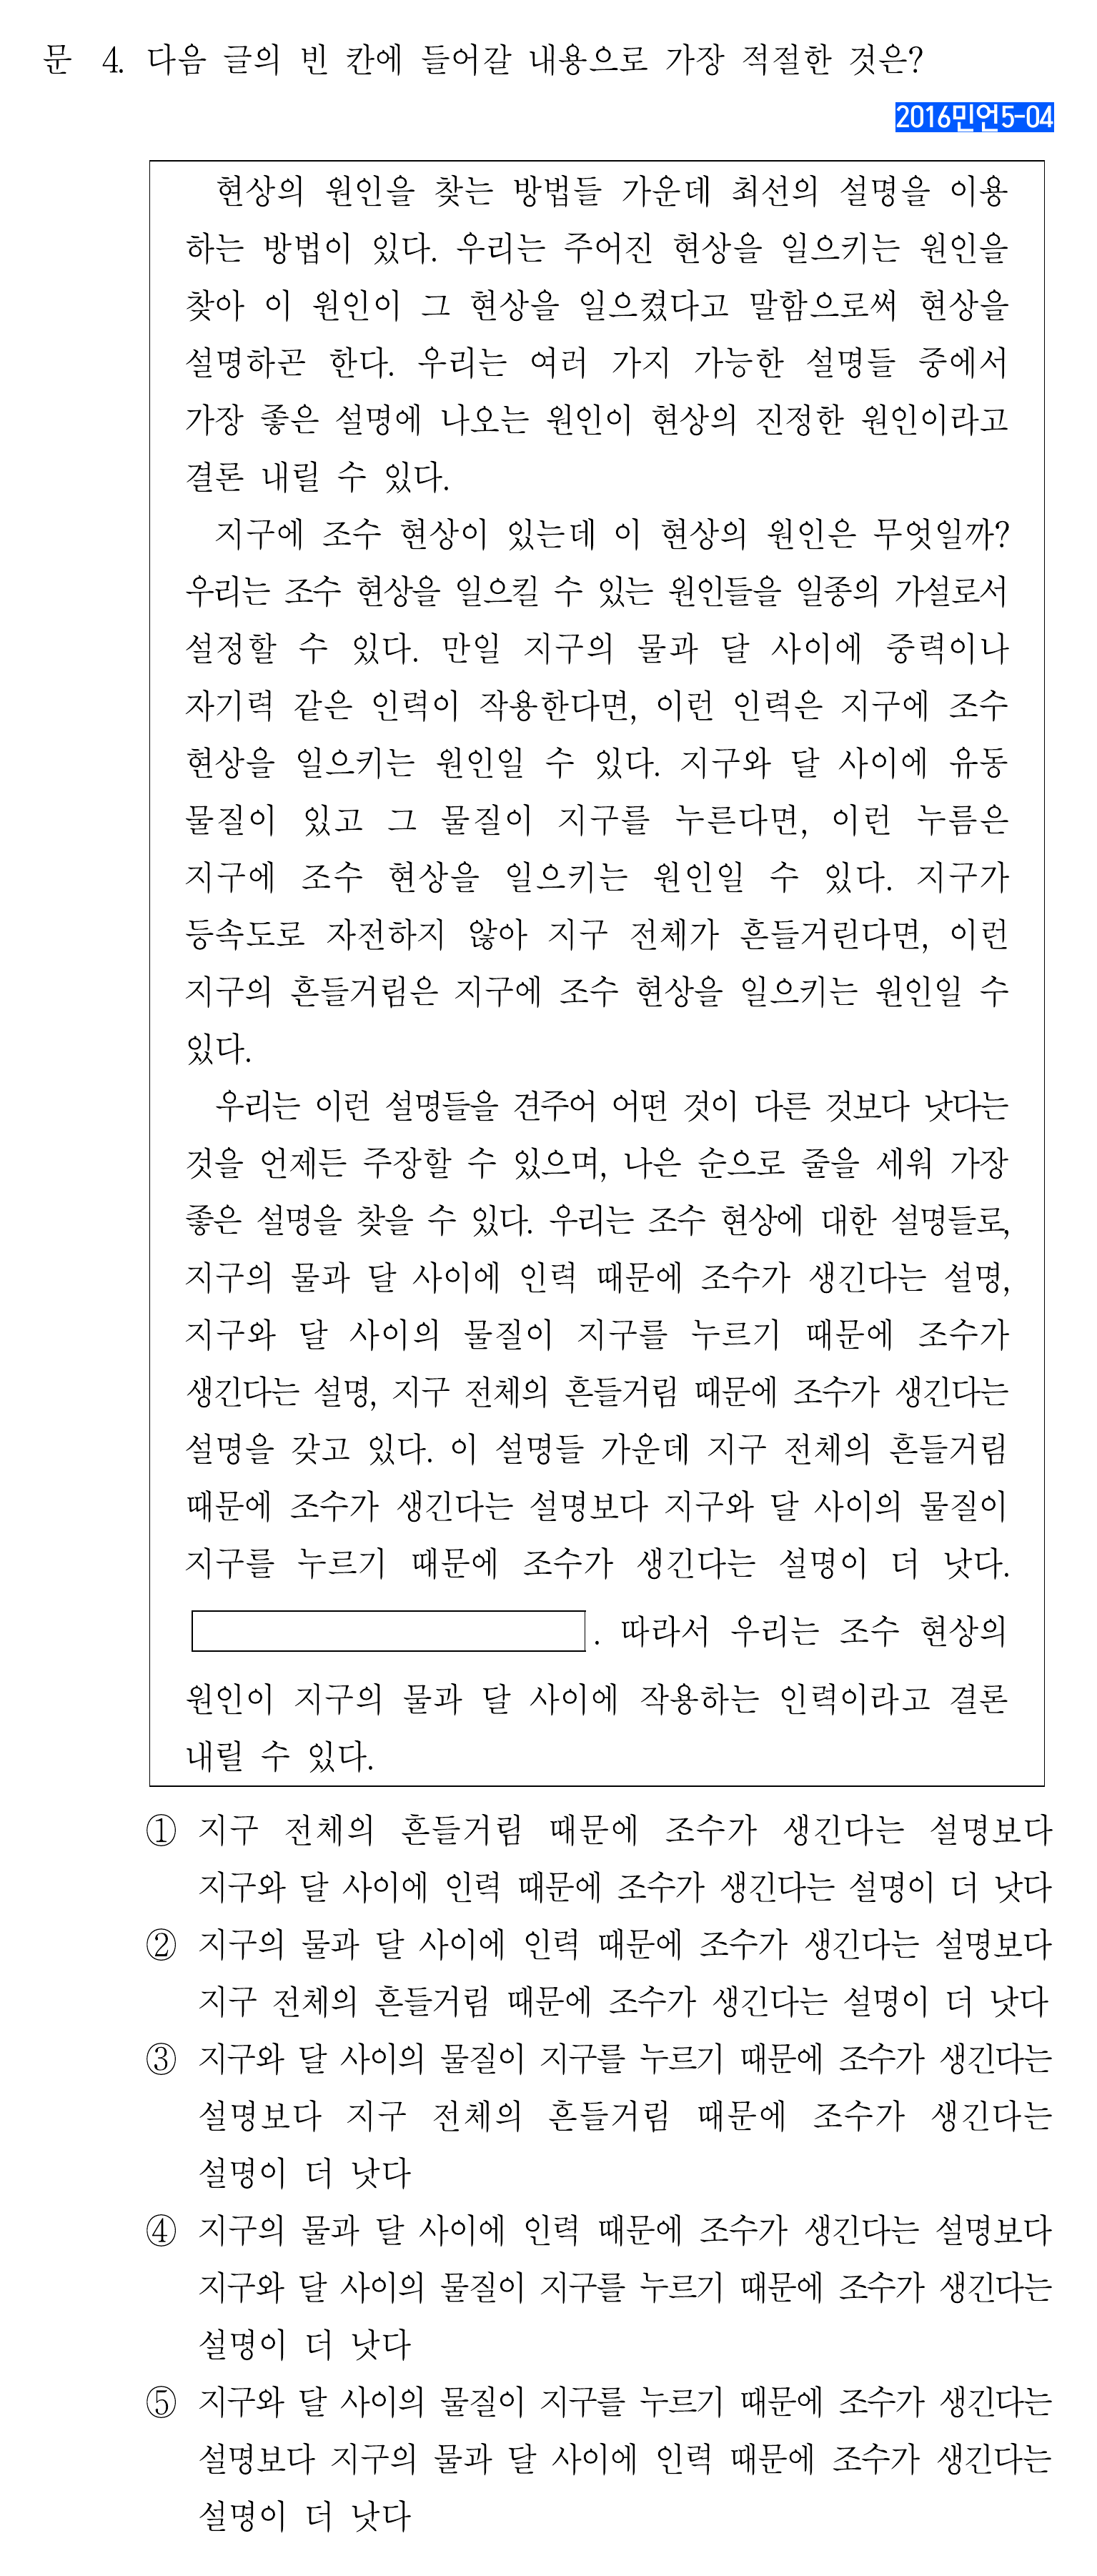 문 4. 다음 글의 빈 칸에 들어갈 내용으로 가장 적절한 것은?
2016민언5-04
현상의 원인을 찾는 방법들 가운데 최선의 설명을 이용
하는 방법이 있다. 우리는 주어진 현상을 일으키는 원인을
찾아 이 원인이 그 현상을 일으켰다고 말함으로써 현상을
설명하곤 한다. 우리는 여러 가지 가능한 설명들 중에서
가장 좋은 설명에 나오는 원인이 현상의 진정한 원인이라고
결론 내릴 수 있다.
지구에 조수 현상이 있는데 이 현상의 원인은 무엇일까?
우리는 조수 현상을 일으킬 수 있는 원인들을 일종의 가설로서
설정할 수 있다. 만일 지구의 물과 달 사이에 중력이나
자기력 같은 인력이 작용한다면, 이런 인력은 지구에 조수
현상을 일으키는 원인일 수 있다. 지구와 달 사이에 유동
물질이 있고 그 물질이 지구를 누른다면, 이런 누름은
지구에 조수 현상을 일으키는 원인일 수 있다. 지구가
등속도로 자전하지 않아 지구 전체가 흔들거린다면, 이런
지구의 흔들거림은 지구에 조수 현상을 일으키는 원인일 수
있다.
우리는 이런 설명들을 견주어 어떤 것이 다른 것보다 낫다는
것을 언제든 주장할 수 있으며, 나은 순으로 줄을 세워 가장
좋은 설명을 찾을 수 있다. 우리는 조수 현상에 대한 설명들로,
지구의 물과 달 사이에 인력 때문에 조수가 생긴다는 설명,
지구와 달 사이의 물질이 지구를 누르기 때문에 조수가
생긴다는 설명, 지구 전체의 흔들거림 때문에 조수가 생긴다는
설명을 갖고 있다. 이 설명들 가운데 지구 전체의 흔들거림
때문에 조수가 생긴다는 설명보다 지구와 달 사이의 물질이
지구를 누르기 때문에 조수가 생긴다는 설명이 더 낫다.
. 따라서 우리는 조수 현상의
원인이 지구의 물과 달 사이에 작용하는 인력이라고 결론
내릴 수 있다.
① 지구 전체의 흔들거림 때문에 조수가 생긴다는 설명보다
지구와 달 사이에 인력 때문에 조수가 생긴다는 설명이 더 낫다
② 지구의 물과 달 사이에 인력 때문에 조수가 생긴다는 설명보다
지구 전체의 흔들거림 때문에 조수가 생긴다는 설명이 더 낫다
③ 지구와 달 사이의 물질이 지구를 누르기 때문에 조수가 생긴다는
설명보다 지구 전체의 흔들거림 때문에 조수가 생긴다는
설명이 더 낫다
④ 지구의 물과 달 사이에 인력 때문에 조수가 생긴다는 설명보다
지구와 달 사이의 물질이 지구를 누르기 때문에 조수가 생긴다는
설명이 더 낫다
⑤ 지구와 달 사이의 물질이 지구를 누르기 때문에 조수가 생긴다는
설명보다 지구의 물과 달 사이에 인력 때문에 조수가 생긴다는
설명이 더 낫다